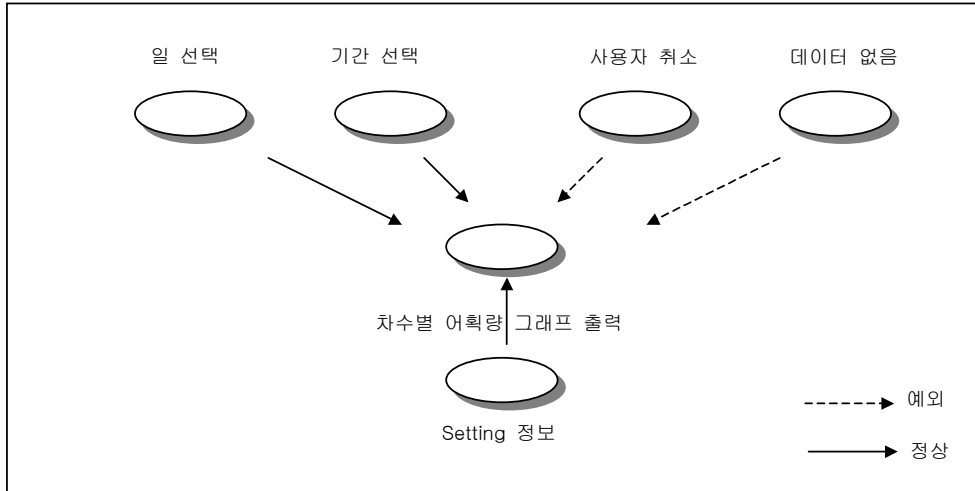 일 선택
기간 선택
사용자 취소
데이터 없음
차수별 어획량 그래프 출력
Setting 정보
예외
정상